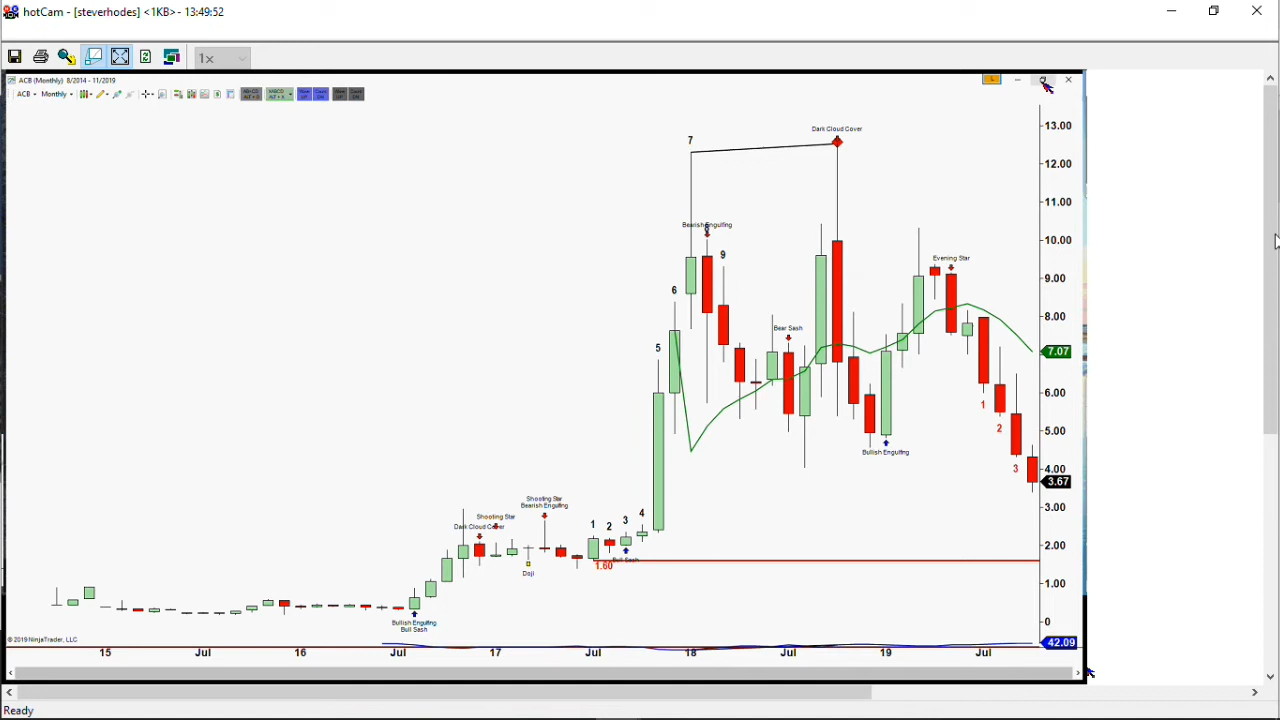 hotCam - [steverhodes] <1KB> - 13:49:52
1x
ACB (Monthly) 8/2014 - 11/2019
ACB Monthly
13.00
Dark Cloud Cover
7
12.00
11.00
Bearish Engulfing
10.00
9
Evening Star
9.00
6
8.00
Bear Sash
5
7.07
6.00
1
5.00
2
Bullish Engulfing
3
4.00
3.67
Shooting Star
Bearish Engulfing
3.00
Shooting Star
Dark Cloud Cover
1 2 3 4
2.00
1.60
Bull Sash
Doji
1.00
0
Bullish Engulfing
Bull Sash
© 2019 NinjaTrader, LLC
42.09
15 Jul 16 Jul 17 Jul 18 Jul 19 Jul
Ready